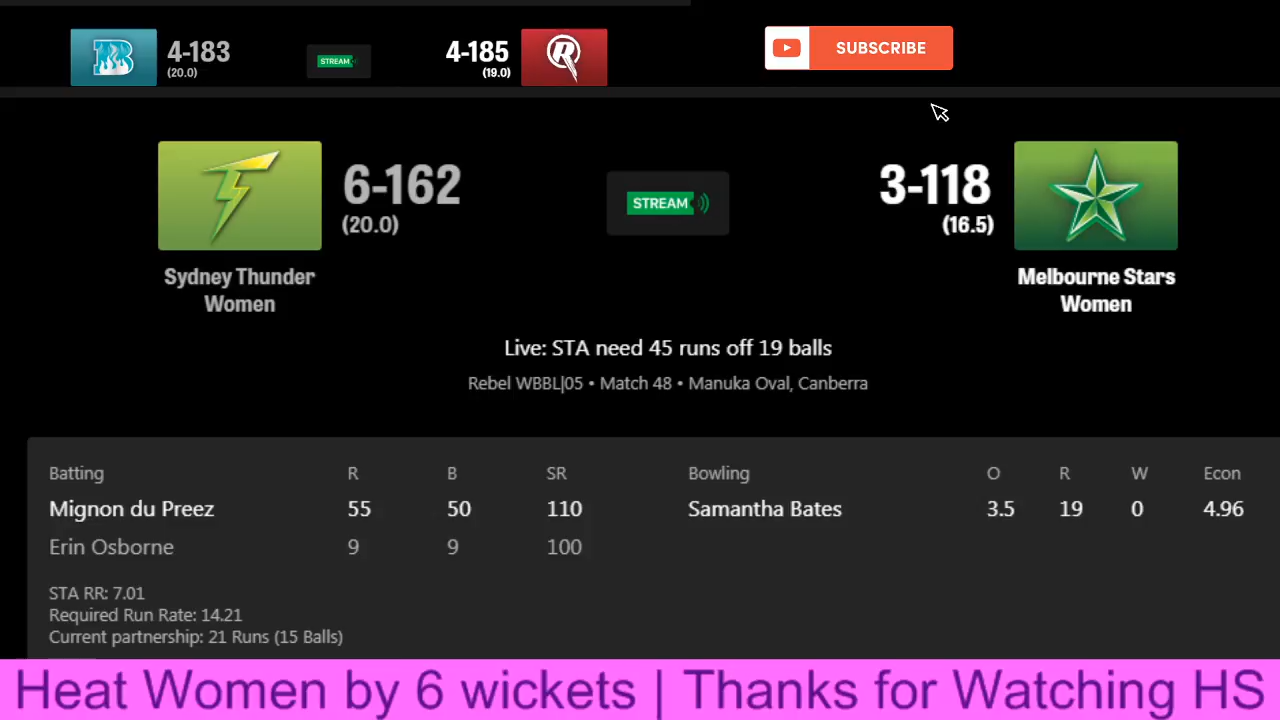 4-183 4-185 SUBSCRIBE
(20.0) STREAM (19.0)
B R
6-162 3-118
STREAM
(20.0) (16.5)
Sydney Thunder Melbourne Stars
Women Women
Live: STA need 45 runs off 19 balls
Rebel WBBL|05 • Match 48 • Manuka Oval, Canberra
Batting R B SR Bowling O R W Econ
Mignon du Preez 55 50 110 Samantha Bates 3.5 19 0 4.96
Erin Osborne 9 9 100
STA RR: 7.01
Required Run Rate: 14.21
Current partnership: 21 Runs (15 Balls)
Heat Women by 6 wickets | Thanks for Watching HS